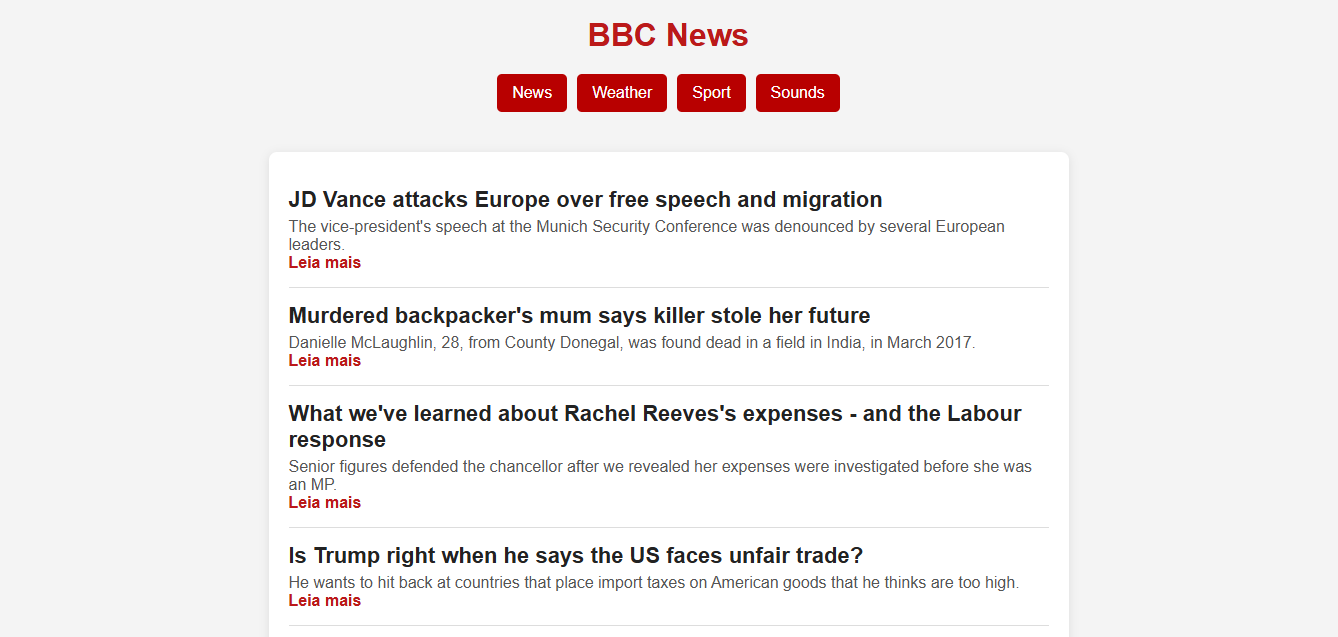 BBC News
News Weather Sport Sounds
JD Vance attacks Europe over free speech and migration
The vice-president's speech at the Munich Security Conference was denounced by several European
leaders.
Leia mais
Murdered backpacker's mum says killer stole her future
Danielle McLaughlin, 28, from County Donegal, was found dead in a field in India, in March 2017.
Leia mais
What we've learned about Rachel Reeves's expenses - and the Labour
response
Senior figures defended the chancellor after we revealed her expenses were investigated before she was
an MP.
Leia mais
Is Trump right when he says the US faces unfair trade?
He wants to hit back at countries that place import taxes on American goods that he thinks are too high.
Leia mais